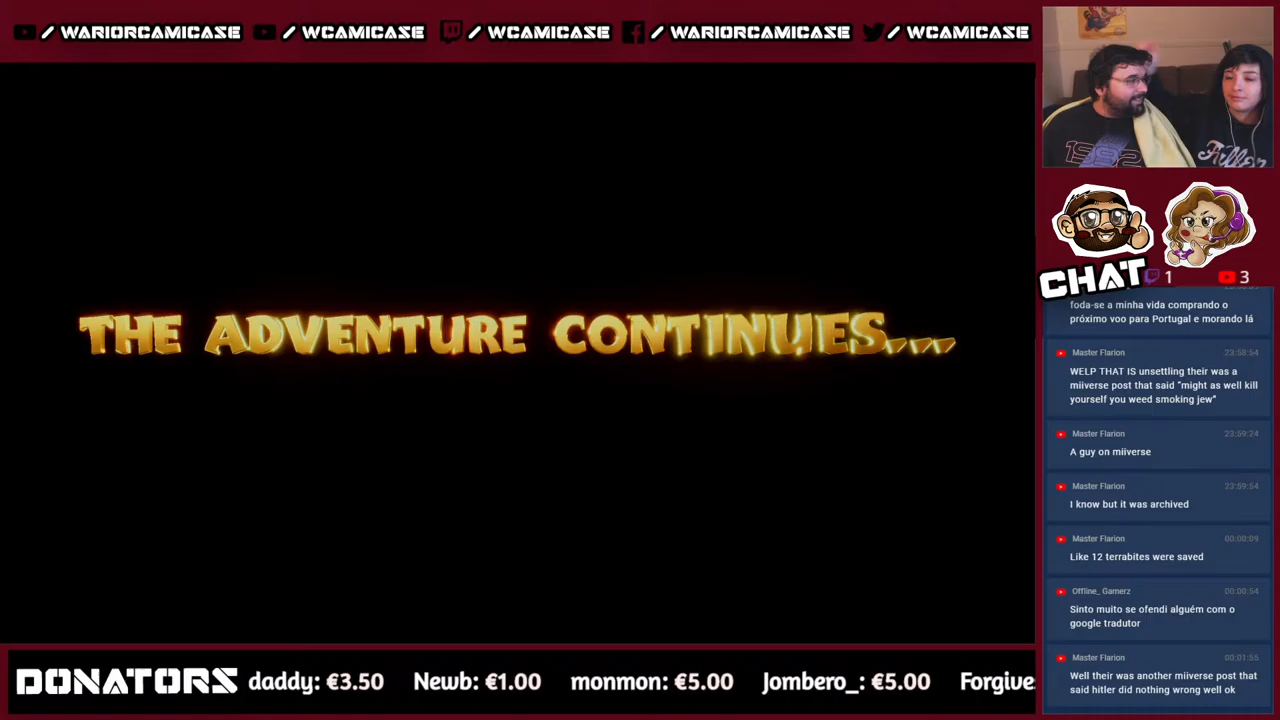 / WARIORCAMICASE / WCAMICASE / WCAMICASE / WARIORCAMICASE / WCAMICASE
THE ADVENTURE CONTINUES...
1992
CHAT 1 3
foda-se a minha vida comprando o
próximo voo para Portugal e morando lá
Master Flarion 23:58:54
WELP THAT IS unsettling their was a
miiverse post that said “might as well kill
yourself you weed smoking jew”
Master Flarion 23:59:24
A guy on miiverse
Master Flarion 23:59:54
I know but it was archived
Master Flarion 00:00:09
Like 12 terrabites were saved
Offline_ Gamerz 00:00:54
Sinto muito se ofendi alguém com o
google tradutor
Master Flarion 00:01:55
Well their was another miiverse post that
said hitler did nothing wrong well ok
DONATORS daddy: €3.50 Newb: €1.00 monmon: €5.00 Jombero_: €5.00 Forgive